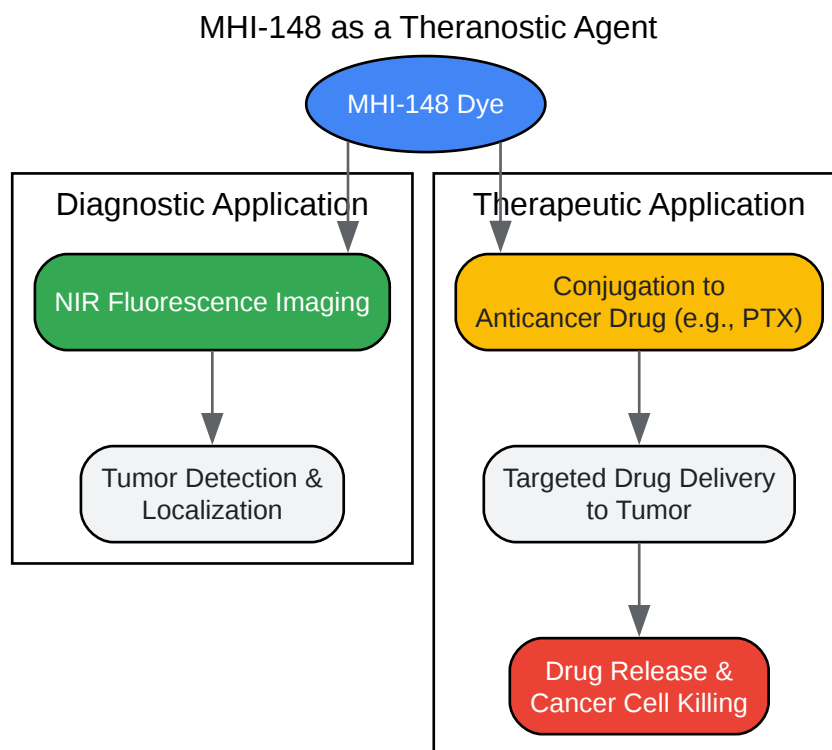 MHI-148 as a Theranostic Agent
MHI-148 Dye
Diagnostic Application
NIR Fluorescence Imaging
Tumor Detection &
Localization
Therapeutic Application
Conjugation to
Anticancer Drug (e.g., PTX)
Targeted Drug Delivery
to Tumor
Drug Release &
Cancer Cell Killing